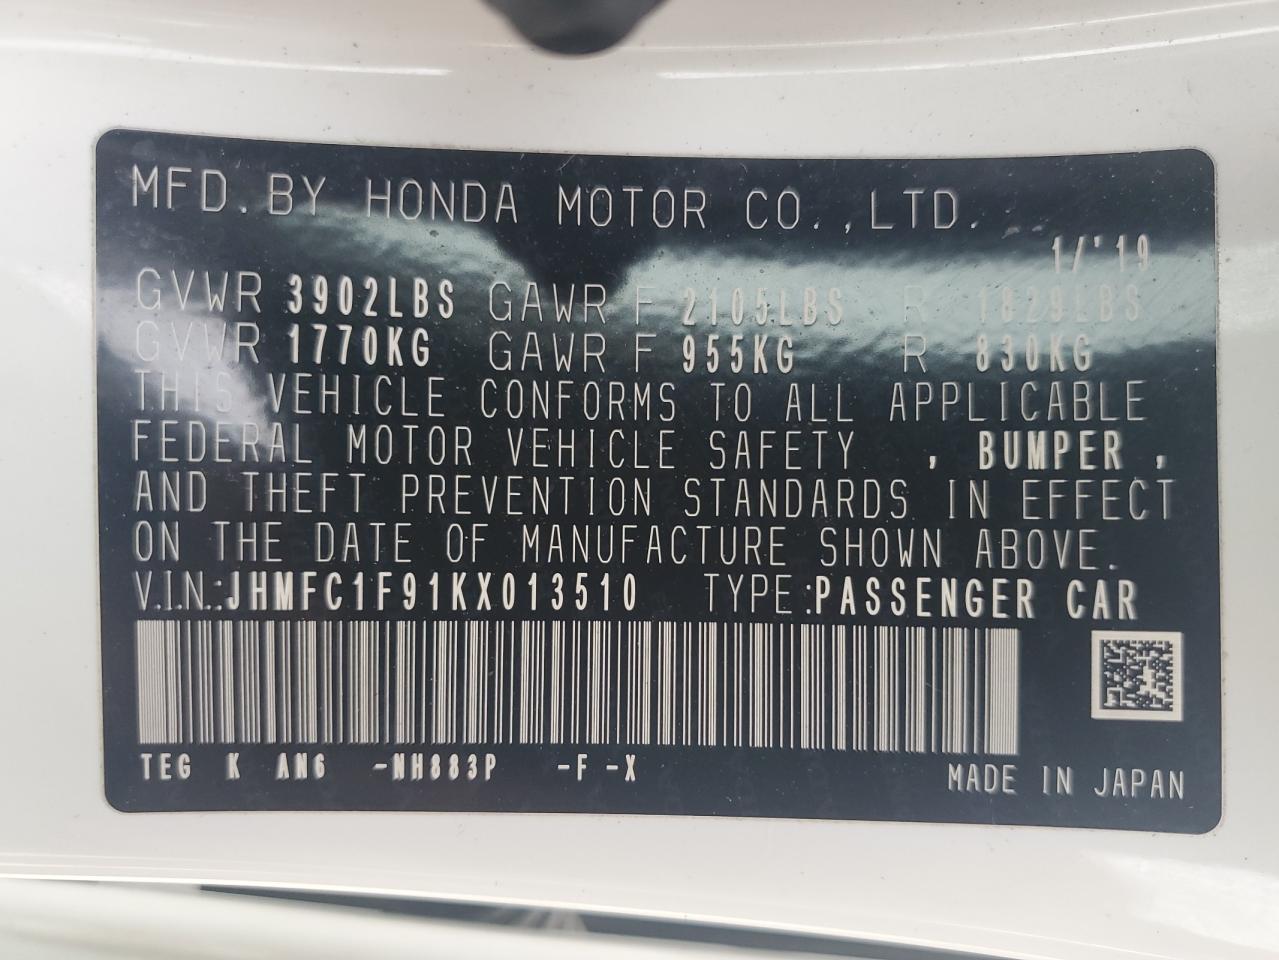 MFD. BY HONDA MOTOR CO.,LTD.
1/'19
GVWR 3902LBS GAWR F 2105LBS R 1829LBS
GVWR 1770KG GAWR F 955KG R 830KG
THIS VEHICLE CONFORMS TO ALL APPLICABLE
FEDERAL MOTOR VEHICLE SAFETY , BUMPER ,
AND THEFT PREVENTION STANDARDS IN EFFECT
ON THE DATE OF MANUFACTURE SHOWN ABOVE.
V.I.N.:JHMFC1F91KX013510 TYPE:PASSENGER CAR
TEG K AN6 -NH883P -F -X
MADE IN JAPAN